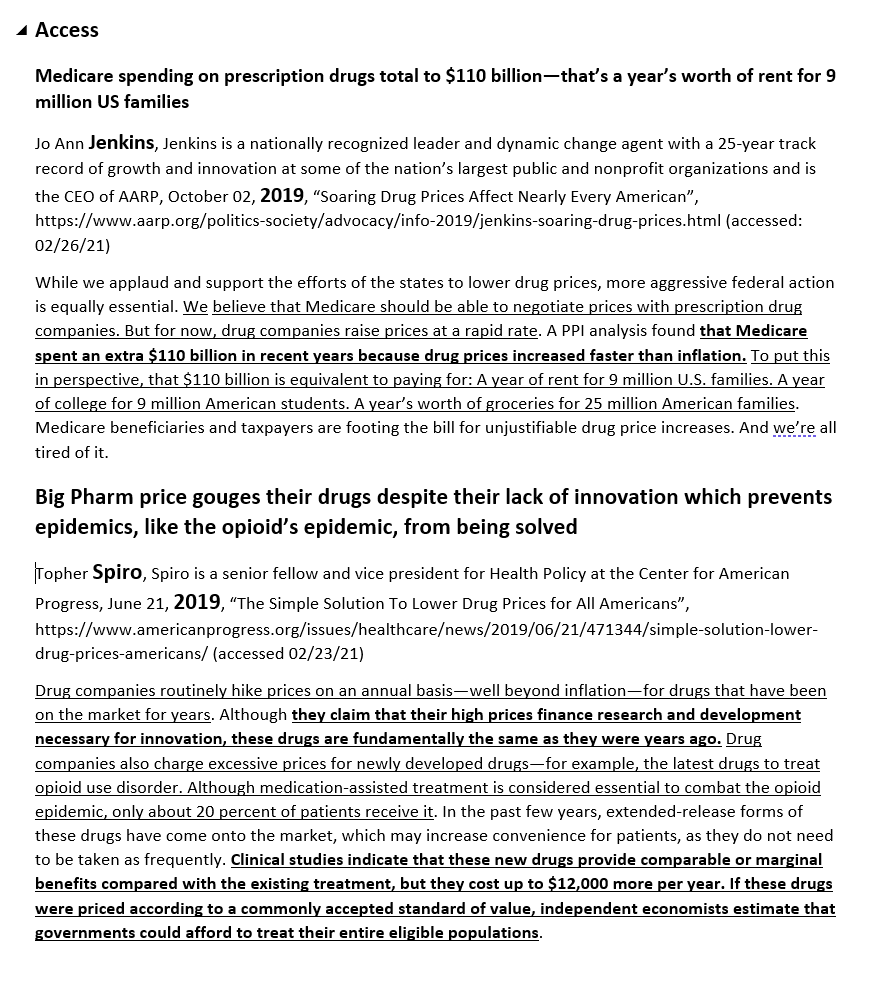 Access
Medicare spending on prescription drugs total to $110 billion—that’s a year’s worth of rent for 9
million US families
Jo Ann Jenkins, Jenkins is a nationally recognized leader and dynamic change agent with a 25-year track
record of growth and innovation at some of the nation’s largest public and nonprofit organizations and is
the CEO of AARP, October 02, 2019, “Soaring Drug Prices Affect Nearly Every American”,
https://www.aarp.org/politics-society/advocacy/info-2019/jenkins-soaring-drug-prices.html (accessed:
02/26/21)
While we applaud and support the efforts of the states to lower drug prices, more aggressive federal action
is equally essential. We believe that Medicare should be able to negotiate prices with prescription drug
companies. But for now, drug companies raise prices at a rapid rate. A PPI analysis found that Medicare
spent an extra $110 billion in recent years because drug prices increased faster than inflation. To put this
in perspective, that $110 billion is equivalent to paying for: A year of rent for 9 million U.S. families. A year
of college for 9 million American students. A year’s worth of groceries for 25 million American families.
Medicare beneficiaries and taxpayers are footing the bill for unjustifiable drug price increases. And we’re all
tired of it.
Big Pharm price gouges their drugs despite their lack of innovation which prevents
epidemics, like the opioid’s epidemic, from being solved
Topher Spiro, Spiro is a senior fellow and vice president for Health Policy at the Center for American
Progress, June 21, 2019, “The Simple Solution To Lower Drug Prices for All Americans”,
https://www.americanprogress.org/issues/healthcare/news/2019/06/21/471344/simple-solution-lower-
drug-prices-americans/ (accessed 02/23/21)
Drug companies routinely hike prices on an annual basis—well beyond inflation—for drugs that have been
on the market for years. Although they claim that their high prices finance research and development
necessary for innovation, these drugs are fundamentally the same as they were years ago. Drug
companies also charge excessive prices for newly developed drugs—for example, the latest drugs to treat
opioid use disorder. Although medication-assisted treatment is considered essential to combat the opioid
epidemic, only about 20 percent of patients receive it. In the past few years, extended-release forms of
these drugs have come onto the market, which may increase convenience for patients, as they do not need
to be taken as frequently. Clinical studies indicate that these new drugs provide comparable or marginal
benefits compared with the existing treatment, but they cost up to $12,000 more per year. If these drugs
were priced according to a commonly accepted standard of value, independent economists estimate that
governments could afford to treat their entire eligible populations.